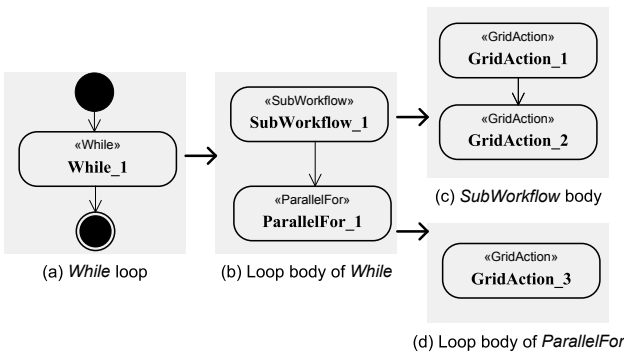 «While»
While_1
(a) While loop
«SubWorkflow»
SubWorkflow_1
«ParallelFor»
ParallelFor_1
(b) Loop body of While
«GridAction»
GridAction_1
«GridAction»
GridAction_2
(c) SubWorkflow body
«GridAction»
GridAction_3
(d) Loop body of ParallelFor